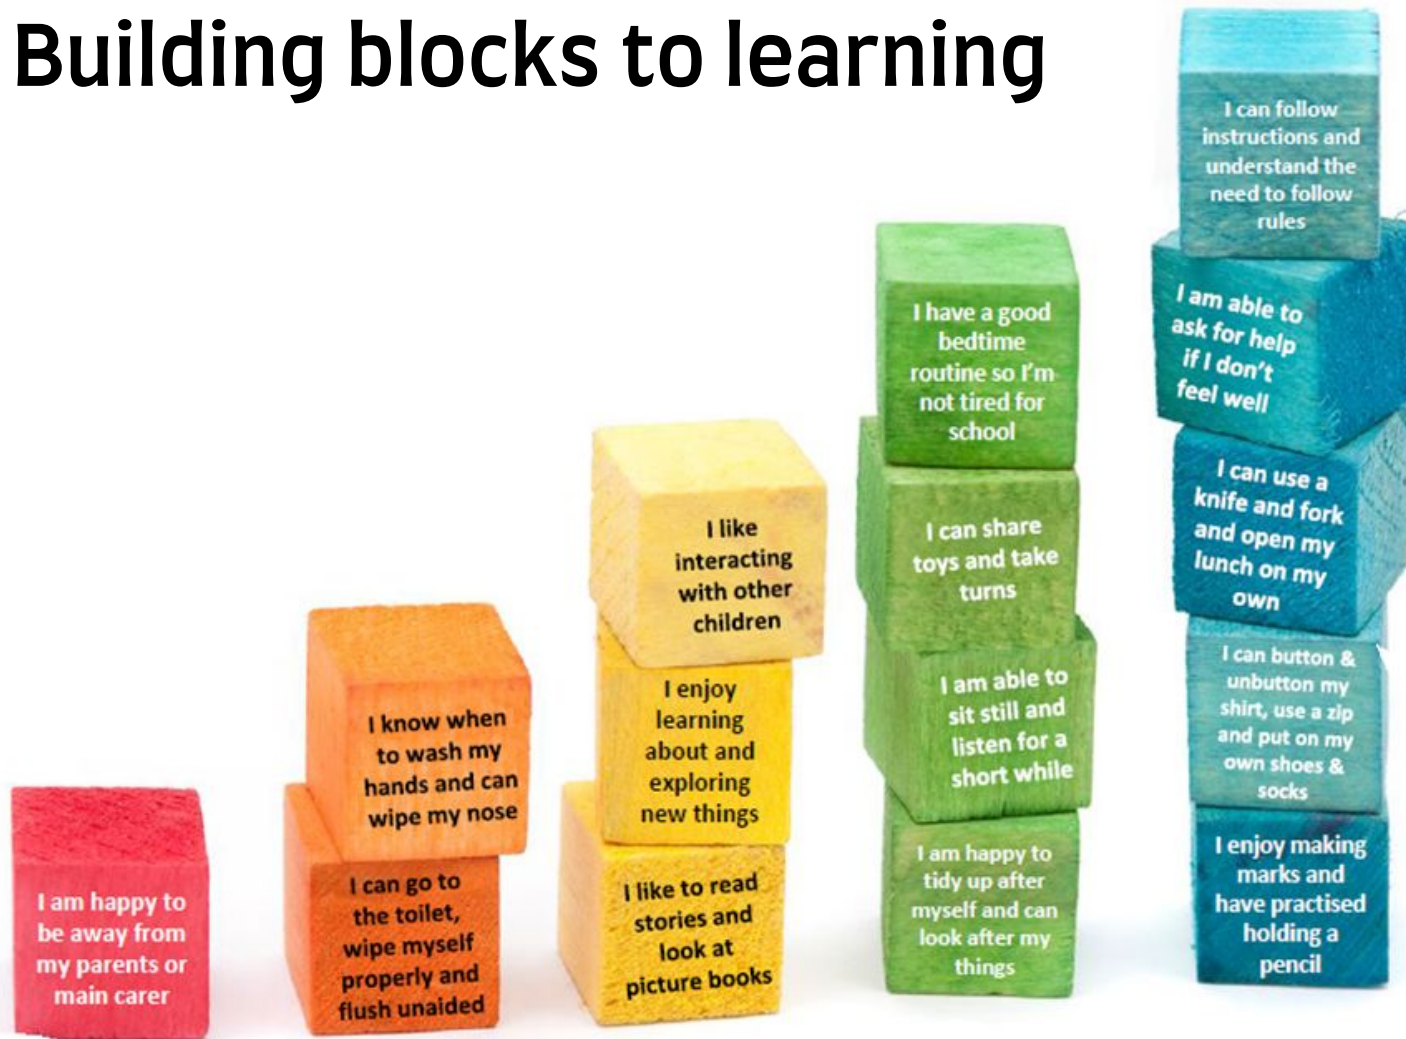 Building blocks to learning
I am happy to
be away from
my parents or
main carer
I know when
to wash my
hands and can
wipe my nose
I can go to
the toilet,
wipe myself
properly and
flush unaided
I like
interacting
with other
children
I enjoy
learning
about and
exploring
new things
I like to read
stories and
look at
picture books
I have a good
bedtime
routine so I'm
not tired for
school
I can share
toys and take
turns
I am able to
sit still and
listen for a
short while
I am happy to
tidy up after
myself and can
look after my
things
I can follow
instructions and
understand the
need to follow
rules
I am able to
ask for help
if I don't
feel well
I can use a
knife and fork
and open my
lunch on my
own
I can button &
unbutton my
shirt, use a zip
and put on my
own shoes &
socks
I enjoy making
marks and
have practised
holding a
pencil